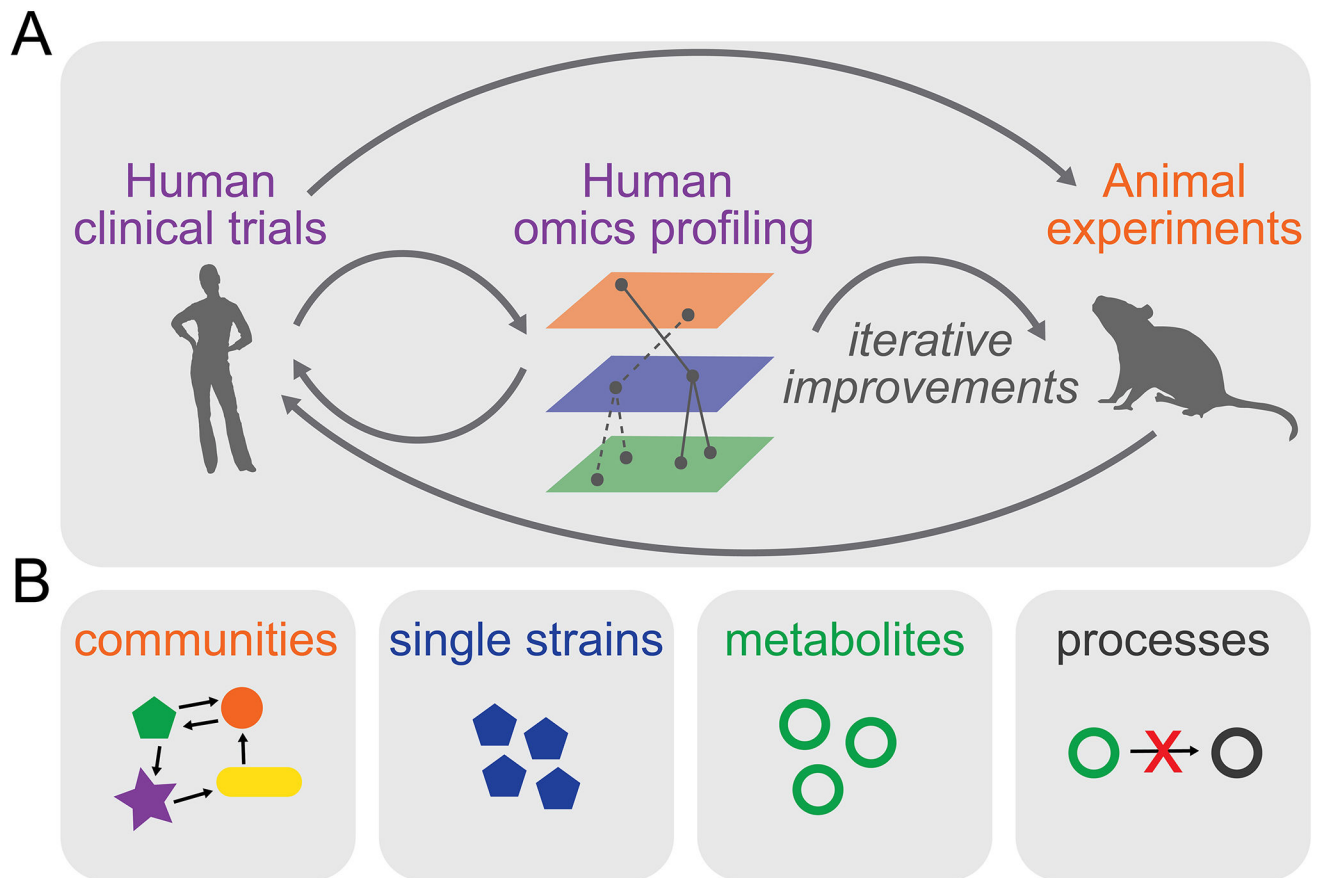 A
Human
clinical trials
Human
omics profiling
Animal
experiments
iterative
improvements
B
communities
single strains
metabolites
processes